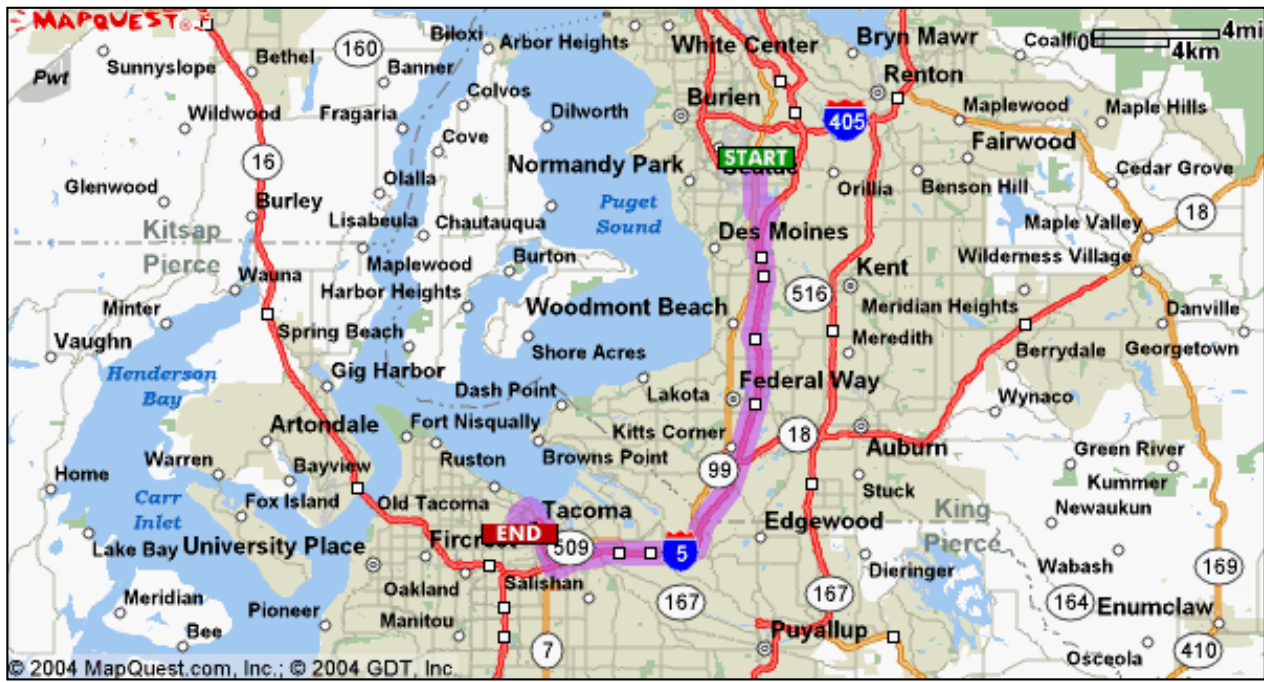 MAPQUEST
Pwt
Sunnyslope
Bethel
160
Banner
Biloxi
Arbor Heights
White Center
Bryn Mawr
Coalfi
0
4mi
4km
Renton
Colvos
Burien
Wildwood
Fragaria
Dilworth
405
Maplewood
Maple Hills
Cove
Fairwood
16
Normandy Park
START
Glenwood
Olalla
Orillia
Benson Hill
Cedar Grove
Burley
Lisabeula
Chautauqua
Puget
Sound
18
Kitsap
Pierce
Maple Valley
Des Moines
Maplewood
Burton
Kent
Wilderness Village
Wauna
Minter
Harbor Heights
Woodmont Beach
516
Meridian Heights
Danville
Vaughn
Spring Beach
Shore Acres
Meredith
Berrydale
Georgetown
Henderson
Bay
Gig Harbor
Dash Point
Lakota
Federal Way
Wynaco
Artondale
Fort Nisqually
Kitts Corner
18
Auburn
Green River
Warren
Bayview
Ruston
Browns Point
99
Kummer
Home
Fox Island
Old Tacoma
Stuck
Newaukun
Carr
Inlet
Tacoma
Edgewood
King
Pierce
END
Lake Bay
University Place
Fircrest
509
5
Dieringer
Wabash
169
Oakland
Salishan
167
167
164
Enumclaw
Meridian
Pioneer
Manitou
Puyallup
Bee
7
Osceola
410
© 2004 MapQuest.com, Inc.; © 2004 GDT, Inc.